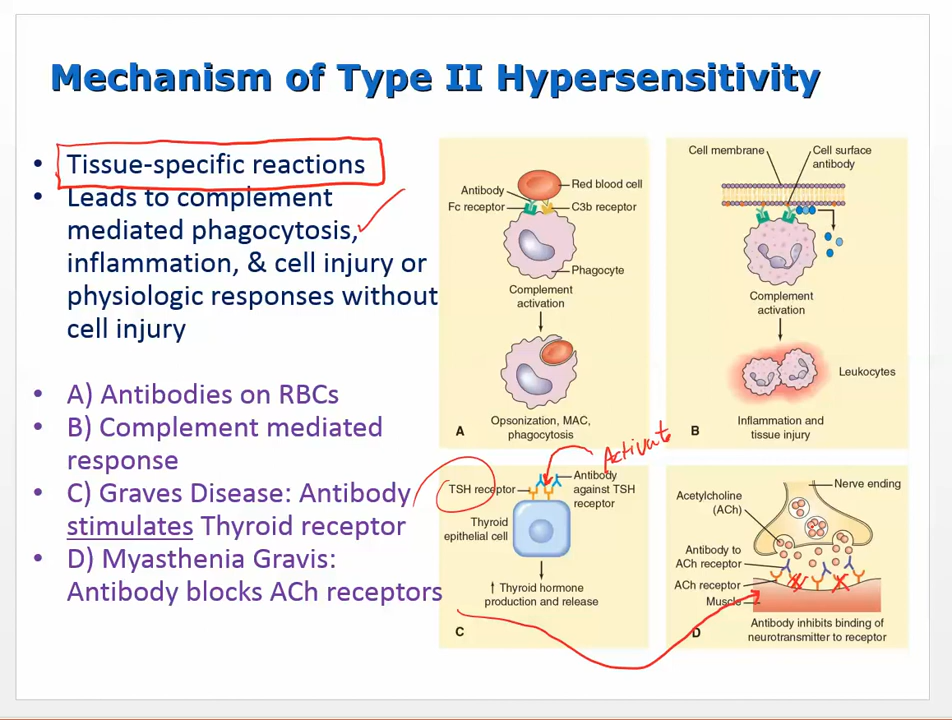 Mechanism of Type II Hypersensitivity
• Tissue-specific reactions
• Leads to complement
mediated phagocytosis,
inflammation, & cell injury or
physiologic responses without
cell injury
• A) Antibodies on RBCs
• B) Complement mediated
response
• C) Graves Disease: Antibody
stimulates Thyroid receptor
• D) Myasthenia Gravis:
Antibody blocks ACh receptors
Antibody
Red blood cell
Fc receptor
C3b receptor
Phagocyte
Complement
activation
Opsonization, MAC,
phagocytosis
A
Cell membrane
Cell surface
antibody
Complement
activation
Leukocytes
Inflammation and
tissue injury
B
Activate
TSH receptor
Antibody
against TSH
receptor
Thyroid
epithelial cell
↑ Thyroid hormone
production and release
C
Nerve ending
Acetylcholine
(ACh)
Antibody to
ACh receptor
ACh receptor
Muscle
Antibody inhibits binding of
neurotransmitter to receptor
D